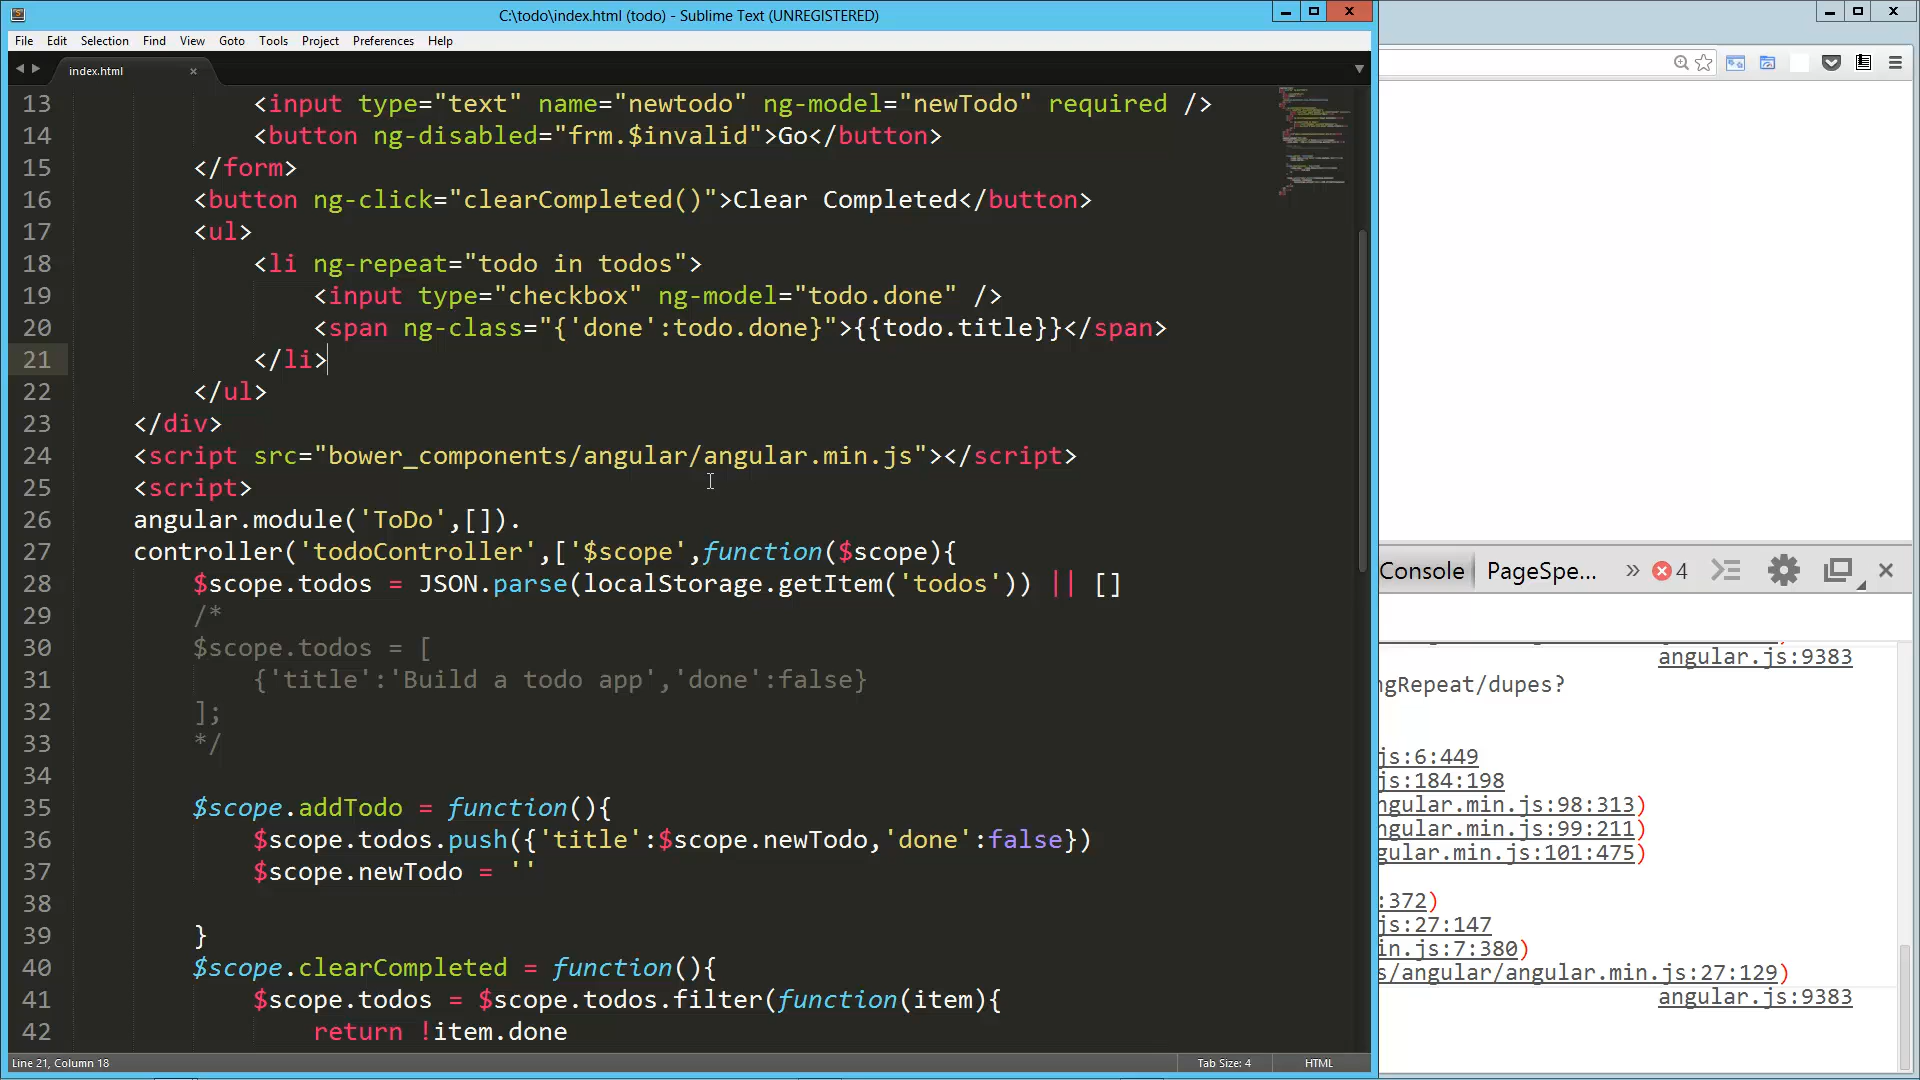 C:\todo\index.html (todo) - Sublime Text (UNREGISTERED)
File Edit Selection Find View Goto Tools Project Preferences Help
index.html
13 <input type="text" name="newtodo" ng-model="newTodo" required />
14 <button ng-disabled="frm.$invalid">Go</button>
15 </form>
16 <button ng-click="clearCompleted()">Clear Completed</button>
17 <ul>
18 <li ng-repeat="todo in todos">
19 <input type="checkbox" ng-model="todo.done" />
20 <span ng-class="{'done':todo.done}">{{todo.title}}</span>
21 </li>
22 </ul>
23 </div>
24 <script src="bower_components/angular/angular.min.js"></script>
25 <script>
26 angular.module('ToDo',[]).
27 controller('todoController',['$scope',function($scope){
28 $scope.todos = JSON.parse(localStorage.getItem('todos')) || []
29 /*
30 $scope.todos = [
31 {'title':'Build a todo app','done':false}
32 ];
33 */
34
35 $scope.addTodo = function(){
36 $scope.todos.push({'title':$scope.newTodo,'done':false})
37 $scope.newTodo = ''
38
39 }
40 $scope.clearCompleted = function(){
41 $scope.todos = $scope.todos.filter(function(item){
42 return !item.done
Line 21, Column 18
Tab Size: 4
HTML
Console PageSpe... » 4
angular.js:9383
ngRepeat/dupes?
js:6:449
js:184:198
ngular.min.js:98:313)
ngular.min.js:99:211)
gular.min.js:101:475)
:372)
js:27:147
in.js:7:380)
s/angular/angular.min.js:27:129)
angular.js:9383